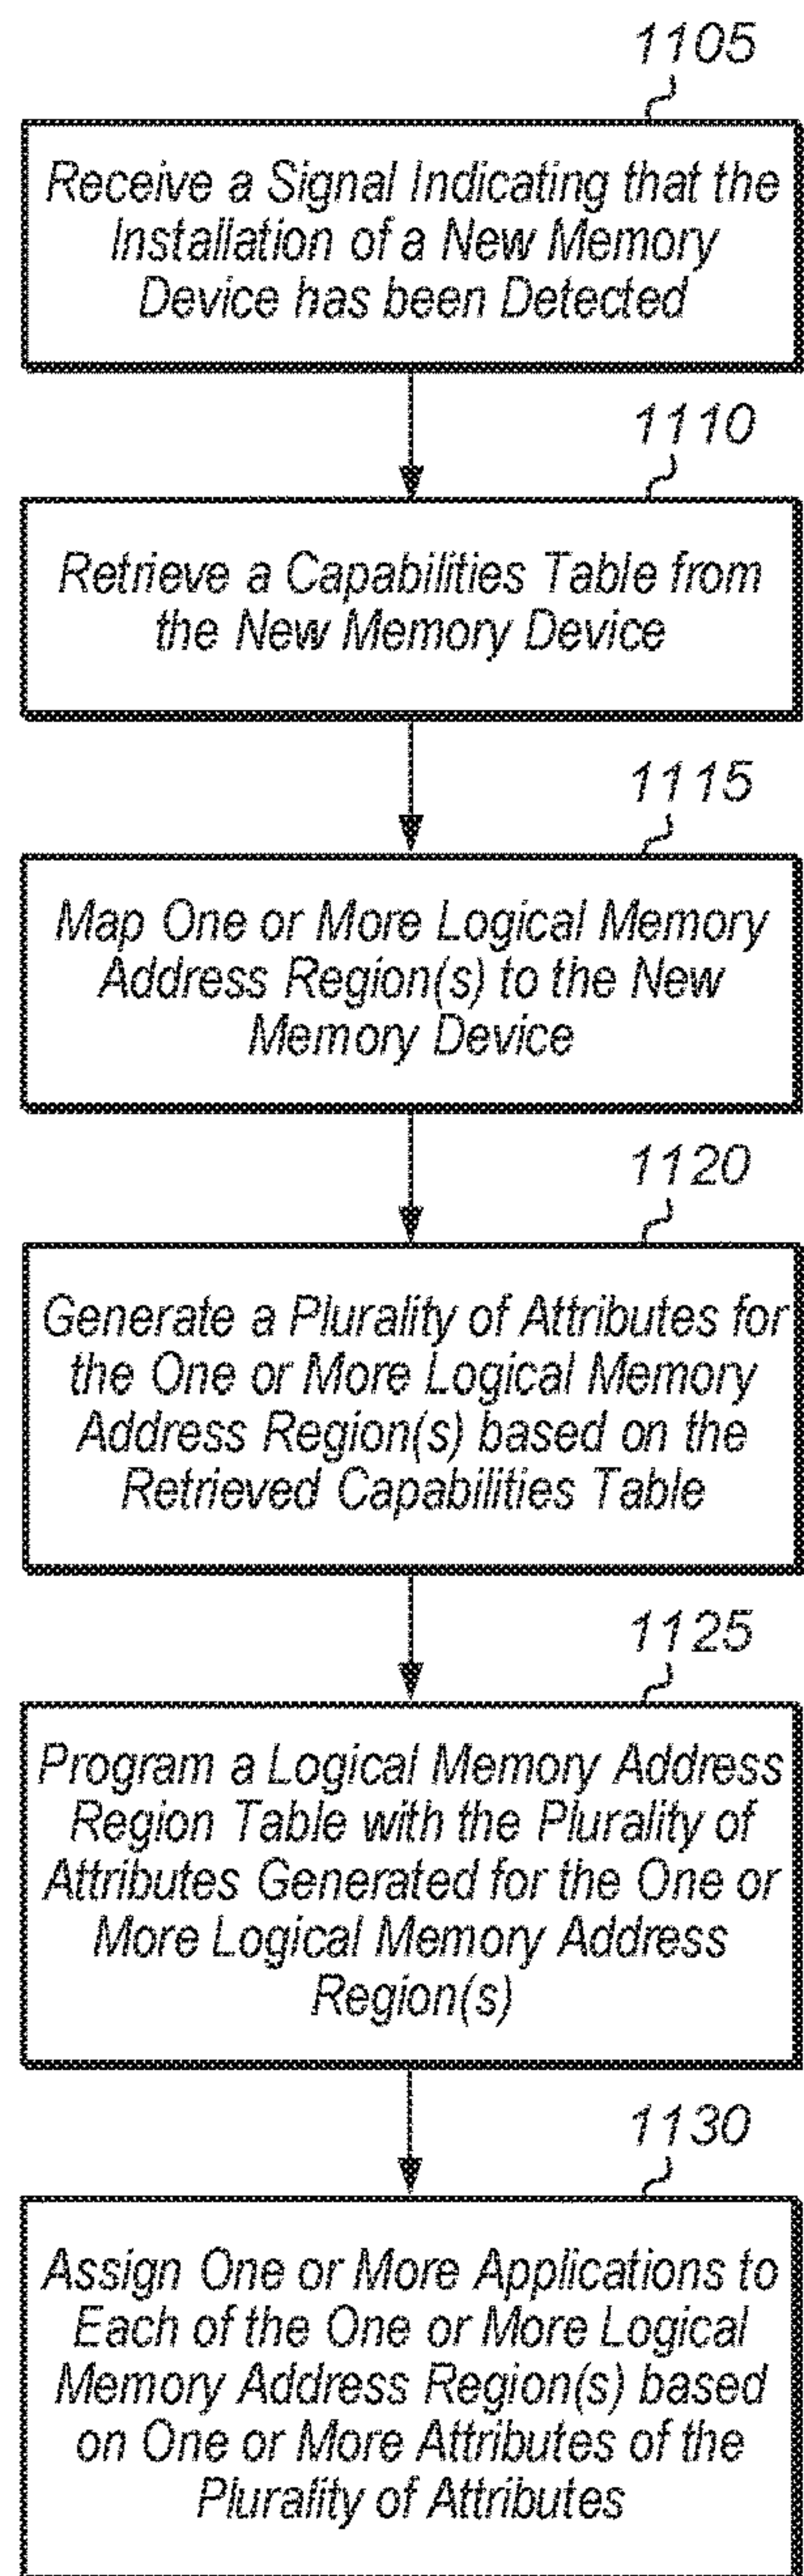 1105
Receive a Signal Indicating that the
Installation of a New Memory
Device has been Detected
1110
Retrieve a Capabilities Table from
the New Memory Device
1115
Map One or More Logical Memory
Address Region(s) to the New
Memory Device
1120
Generate a Plurality of Attributes for
the One or More Logical Memory
Address Region(s) based on the
Retrieved Capabilities Table
1125
Program a Logical Memory Address
Region Table with the Plurality of
Attributes Generated for the One or
More Logical Memory Address
Region(s)
1130
Assign One or More Applications to
Each of the One or More Logical
Memory Address Region(s) based
on One or More Attributes of the
Plurality of Attributes